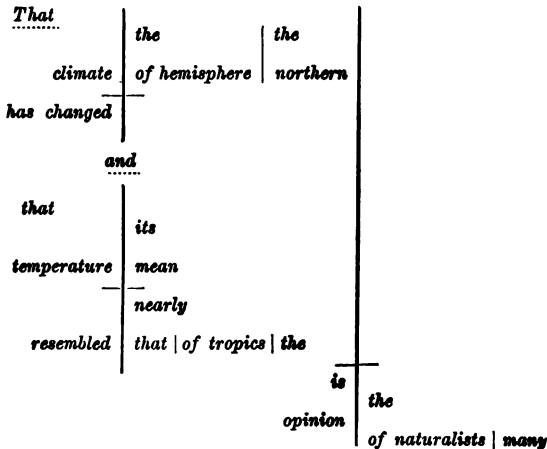 That
the the
climate of hemisphere northern
has changed
and
that
its
temperature mean
nearly
resembled that of tropics the
is
the
opinion
of naturalists many